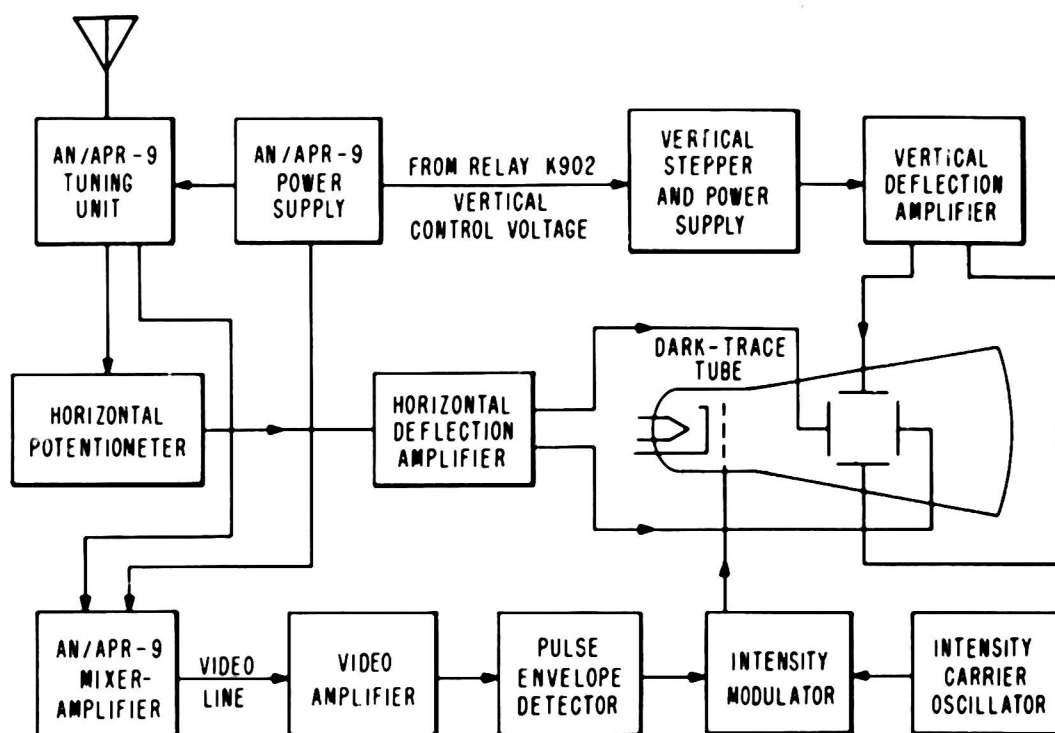 AN/APR-9
TUNING
UNIT
AN/APR-9
POWER
SUPPLY
FROM RELAY K902
VERTICAL
CONTROL VOLTAGE
VERTICAL
STEPPER
AND POWER
SUPPLY
VERTICAL
DEFLECTION
AMPLIFIER
HORIZONTAL
POTENTIOMETER
HORIZONTAL
DEFLECTION
AMPLIFIER
DARK-TRACE
TUBE
AN/APR-9
MIXER-
AMPLIFIER
VIDEO
LINE
VIDEO
AMPLIFIER
PULSE
ENVELOPE
DETECTOR
INTENSITY
MODULATOR
INTENSITY
CARRIER
OSCILLATOR